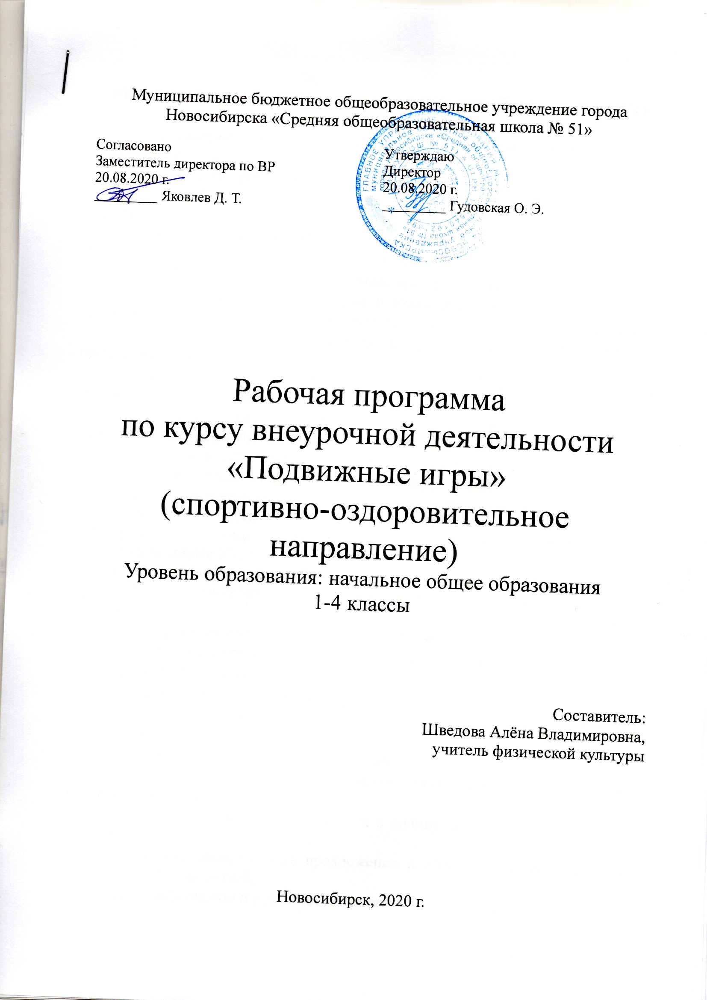 Муниципальное бюджетное общеобразовательное учреждение города
Новосибирска «Средняя общеобразовательная школа № 51»
Согласовано
Заместитель директора по ВР
20.08.2020 г.
Яковлев Д. Т.
Утверждаю
Директор
20.08.2020 г.
Гудовская О. Э.
Рабочая программа
по курсу внеурочной деятельности
«Подвижные игры»
(спортивно-оздоровительное
направление)
Уровень образования: начальное общее образования
1-4 классы
Составитель:
Шведова Алёна Владимировна,
учитель физической культуры
Новосибирск, 2020 г.